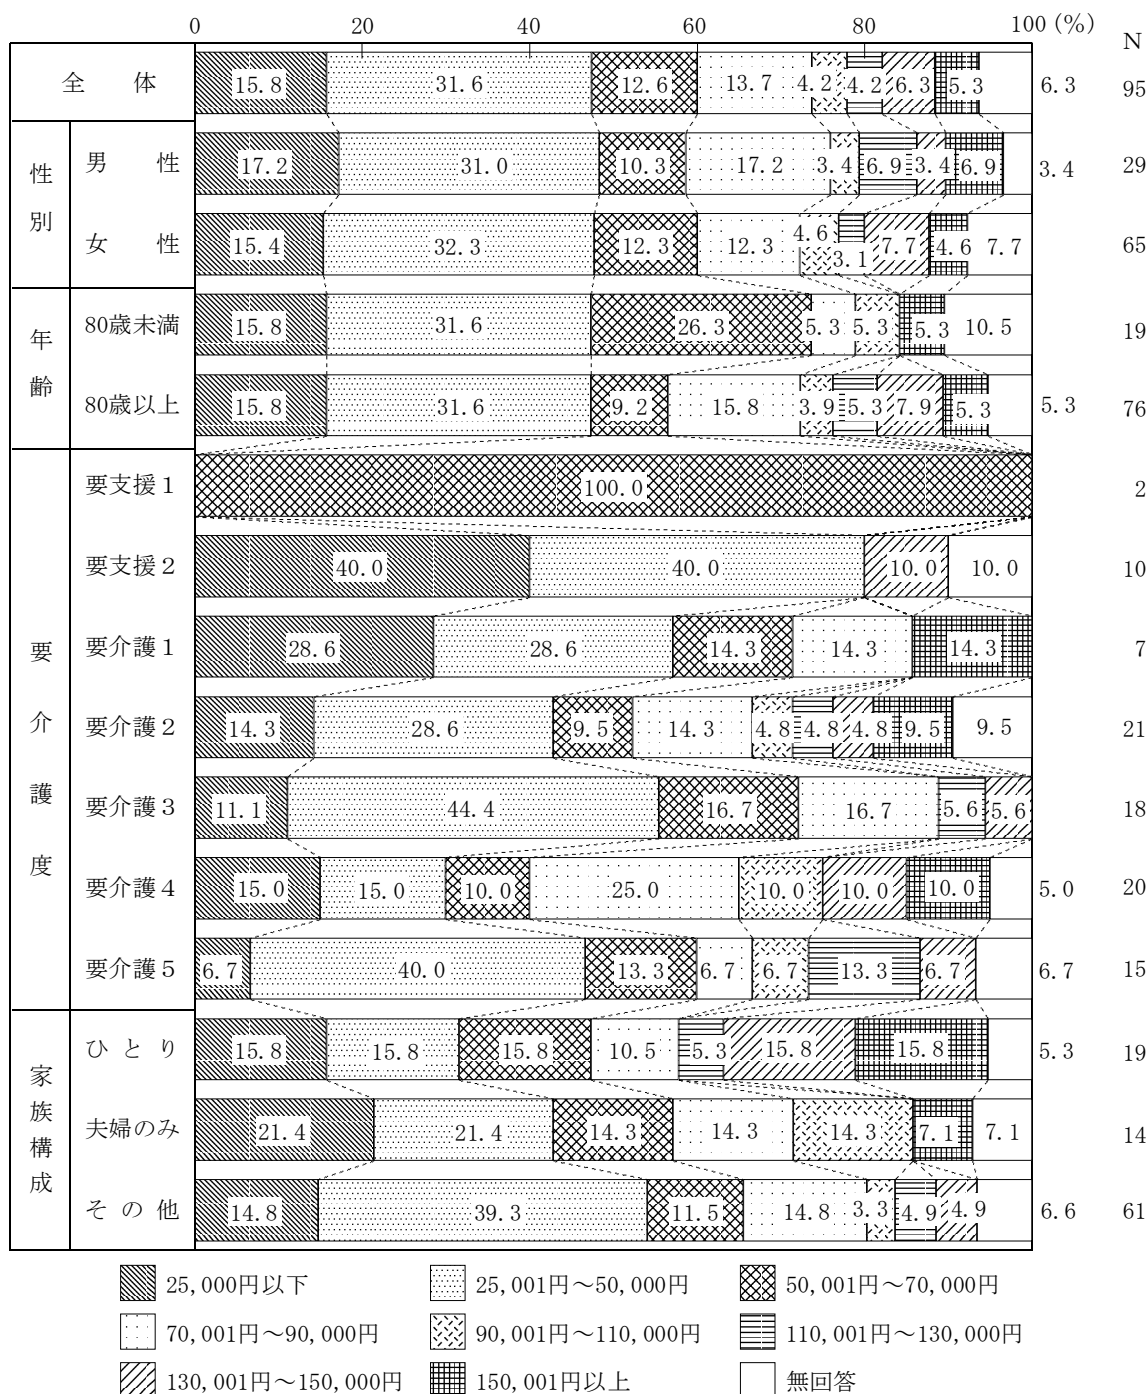 0 20 40 60 80 100 (%)
N
全体 15.8 31.6 12.6 13.7 4.2 4.2 6.3 5.3 6.3 95
性別
男性 17.2 31.0 10.3 17.2 3.4 6.9 3.4 6.9 3.4 29
女性 15.4 32.3 12.3 12.3 4.6 3.1 7.7 4.6 7.7 65
年齢
80歳未満 15.8 31.6 26.3 5.3 5.3 5.3 10.5 19
80歳以上 15.8 31.6 9.2 15.8 3.9 5.3 7.9 5.3 5.3 76
要介護度
要支援1 100.0 2
要支援2 40.0 40.0 10.0 10.0 10
要介護1 28.6 28.6 14.3 14.3 14.3 7
要介護2 14.3 28.6 9.5 14.3 4.8 4.8 4.8 9.5 9.5 21
要介護3 11.1 44.4 16.7 16.7 5.6 5.6 18
要介護4 15.0 15.0 10.0 25.0 10.0 10.0 10.0 5.0 20
要介護5 6.7 40.0 13.3 6.7 6.7 13.3 6.7 6.7 15
家族構成
ひとり 15.8 15.8 15.8 10.5 5.3 15.8 15.8 5.3 19
夫婦のみ 21.4 21.4 14.3 14.3 14.3 7.1 7.1 14
その他 14.8 39.3 11.5 14.8 3.3 4.9 4.9 6.6 61
25,000円以下 25,001円～50,000円 50,001円～70,000円
70,001円～90,000円 90,001円～110,000円 110,001円～130,000円
130,001円～150,000円 150,001円以上 無回答